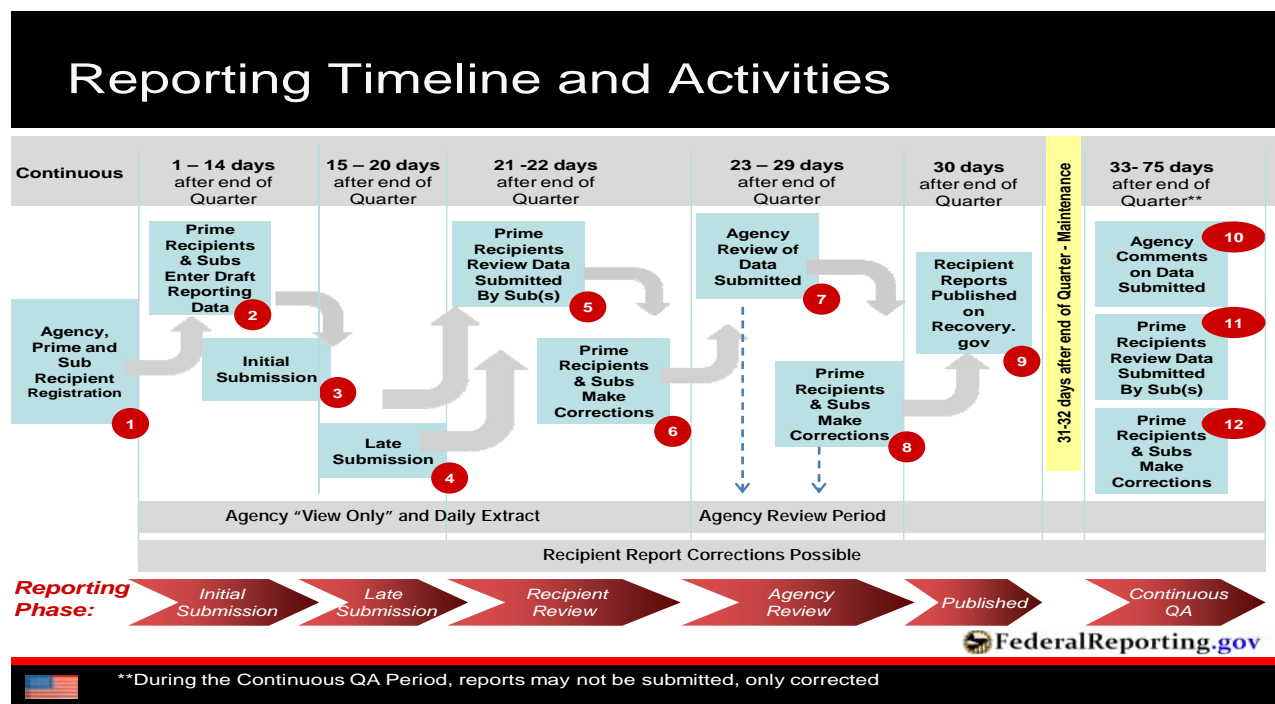 Reporting Timeline and Activities
Continuous
1 – 14 days
after end of
Quarter
15 – 20 days
after end of
Quarter
21 -22 days
after end of
Quarter
23 – 29 days
after end of
Quarter
30 days
after end of
Quarter
31-32 days after end of Quarter - Maintenance
33- 75 days
after end of
Quarter**
Agency,
Prime and
Sub
Recipient
Registration
1
Prime
Recipients
& Subs
Enter Draft
Reporting
Data
2
Initial
Submission
3
Late
Submission
4
Prime
Recipients
Review Data
Submitted
By Sub(s)
5
Prime
Recipients
& Subs
Make
Corrections
6
Agency
Review of
Data
Submitted
7
Prime
Recipients
& Subs
Make
Corrections
8
Recipient
Reports
Published
on
Recovery.
gov
9
Agency
Comments
on Data
Submitted
10
Prime
Recipients
Review Data
Submitted
By Sub(s)
11
Prime
Recipients
& Subs
Make
Corrections
12
Agency “View Only” and Daily Extract
Agency Review Period
Recipient Report Corrections Possible
Reporting
Phase:
Initial
Submission
Late
Submission
Recipient
Review
Agency
Review
Published
Continuous
QA
FederalReporting.gov
**During the Continuous QA Period, reports may not be submitted, only corrected